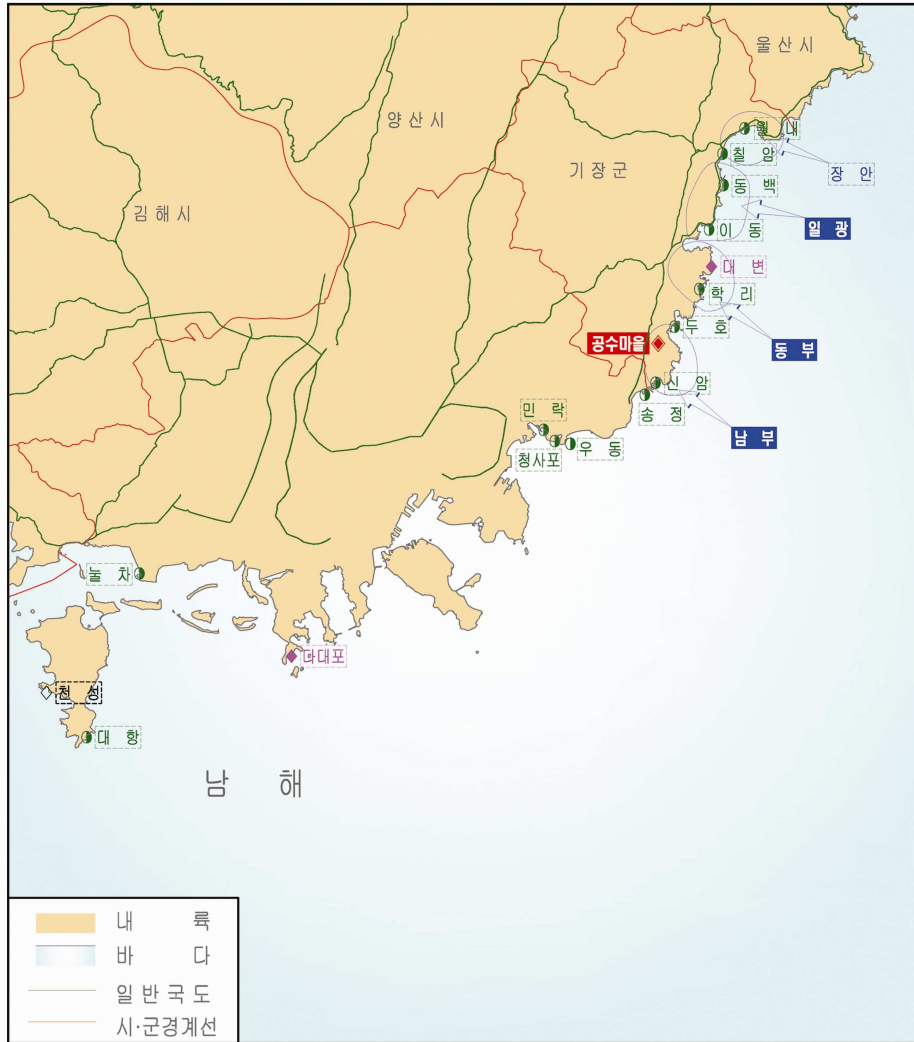 울산시
양산시
기장군
김해시
월 내
칠 암
장 안
동 백
일 광
이 동
대 변
학 리
두 호
공수마을
동 부
신 암
송 정
민 락
남 부
청사포
우 동
눌 차
다대포
천 성
대 항
남 해
내 륙
바 다
일 반 국 도
시·군경계선